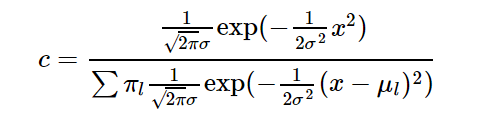 c = \frac{\frac{1}{\sqrt{2\pi}\sigma} \exp(-\frac{1}{2\sigma^2} x^2)}{\sum \pi_l \frac{1}{\sqrt{2\pi}\sigma} \exp(-\frac{1}{2\sigma^2} (x - \mu_l)^2)}